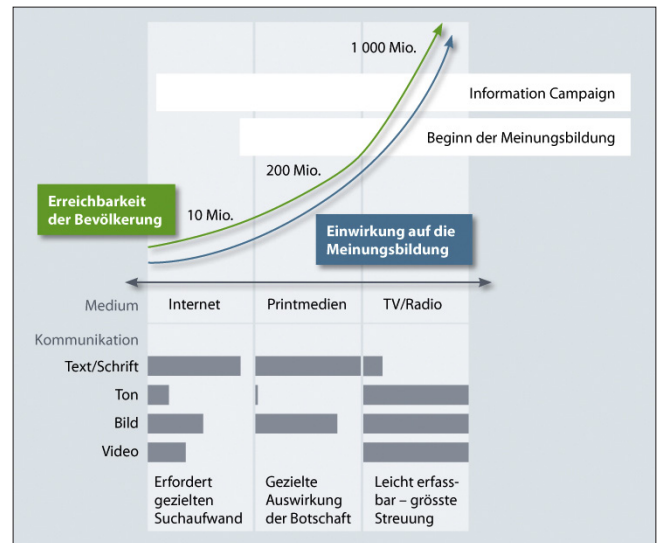 1 000 Mio.
Information Campaign
Beginn der Meinungsbildung
200 Mio.
Erreichbarkeit
der Bevölkerung
10 Mio.
Einwirkung auf die
Meinungsbildung
Medium Internet Printmedien TV/Radio
Kommunikation
Text/Schrift
Ton
Bild
Video
Erfordert
gezielten
Suchaufwand
Gezielte
Auswirkung
der Botschaft
Leicht erfass-
bar – grösste
Streuung